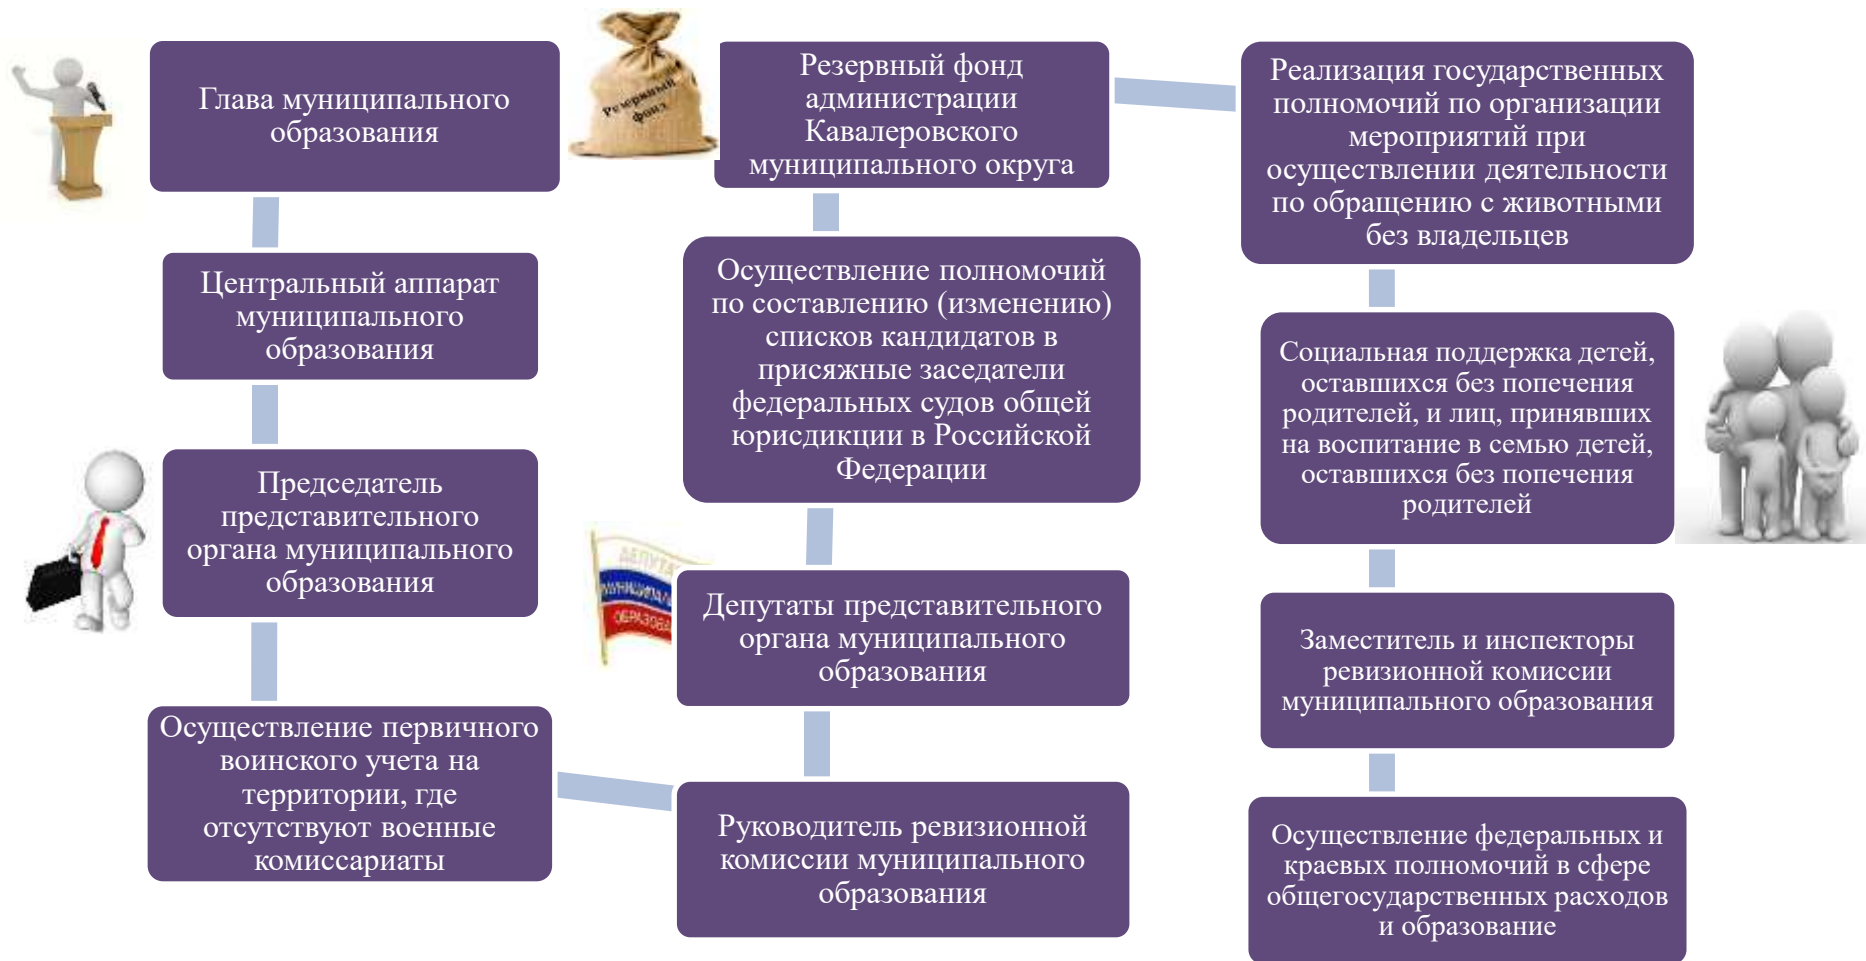 Глава муниципального
образования
Центральный аппарат
муниципального
образования
Председатель
представительного
органа муниципального
образования
Осуществление первичного
воинского учета на
территории, где
отсутствуют военные
комиссариаты
Руководитель ревизионной
комиссии муниципального
образования
ДЕПУТА
МУНИЦИПАЛЬ
ОБРАЗОВА
Депутаты представительного
органа муниципального
образования
Осуществление полномочий
по составлению (изменению)
списков кандидатов в
присяжные заседатели
федеральных судов общей
юрисдикции в Российской
Федерации
Резервный
фонд
Резервный фонд
администрации
Кавалеровского
муниципального округа
Реализация государственных
полномочий по организации
мероприятий при
осуществлении деятельности
по обращению с животными
без владельцев
Социальная поддержка детей,
оставшихся без попечения
родителей, и лиц, принявших
на воспитание в семью детей,
оставшихся без попечения
родителей
Заместитель и инспекторы
ревизионной комиссии
муниципального образования
Осуществление федеральных и
краевых полномочий в сфере
общегосударственных расходов
и образование